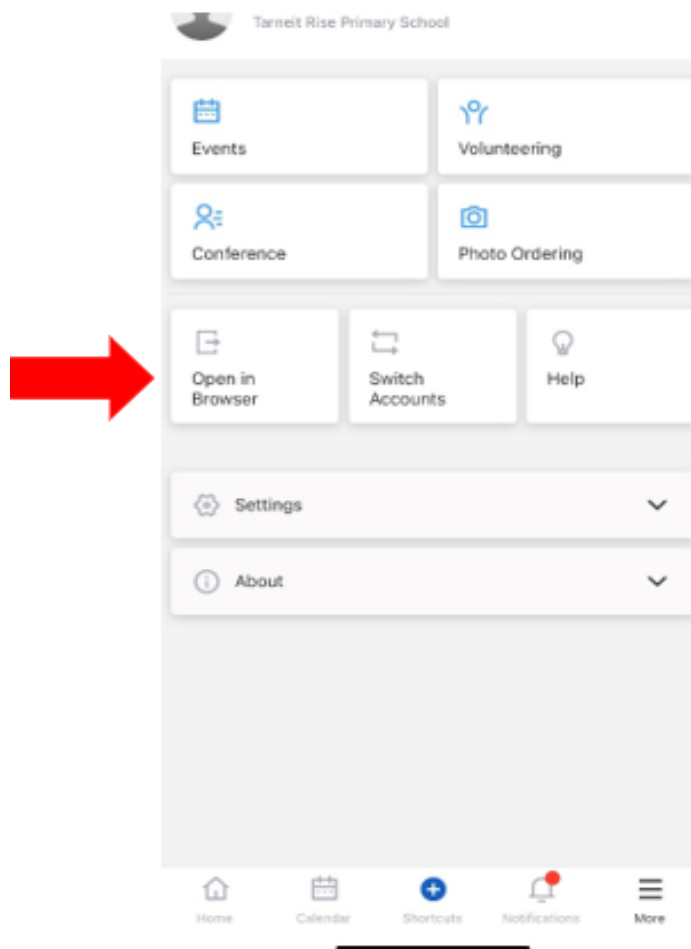 Tarneit Rise Primary School
Events
Volunteering
Conference
Photo Ordering
Open in
Browser
Switch
Accounts
Help
Settings
About
Home
Calendar
Shortcuts
Notifications
More